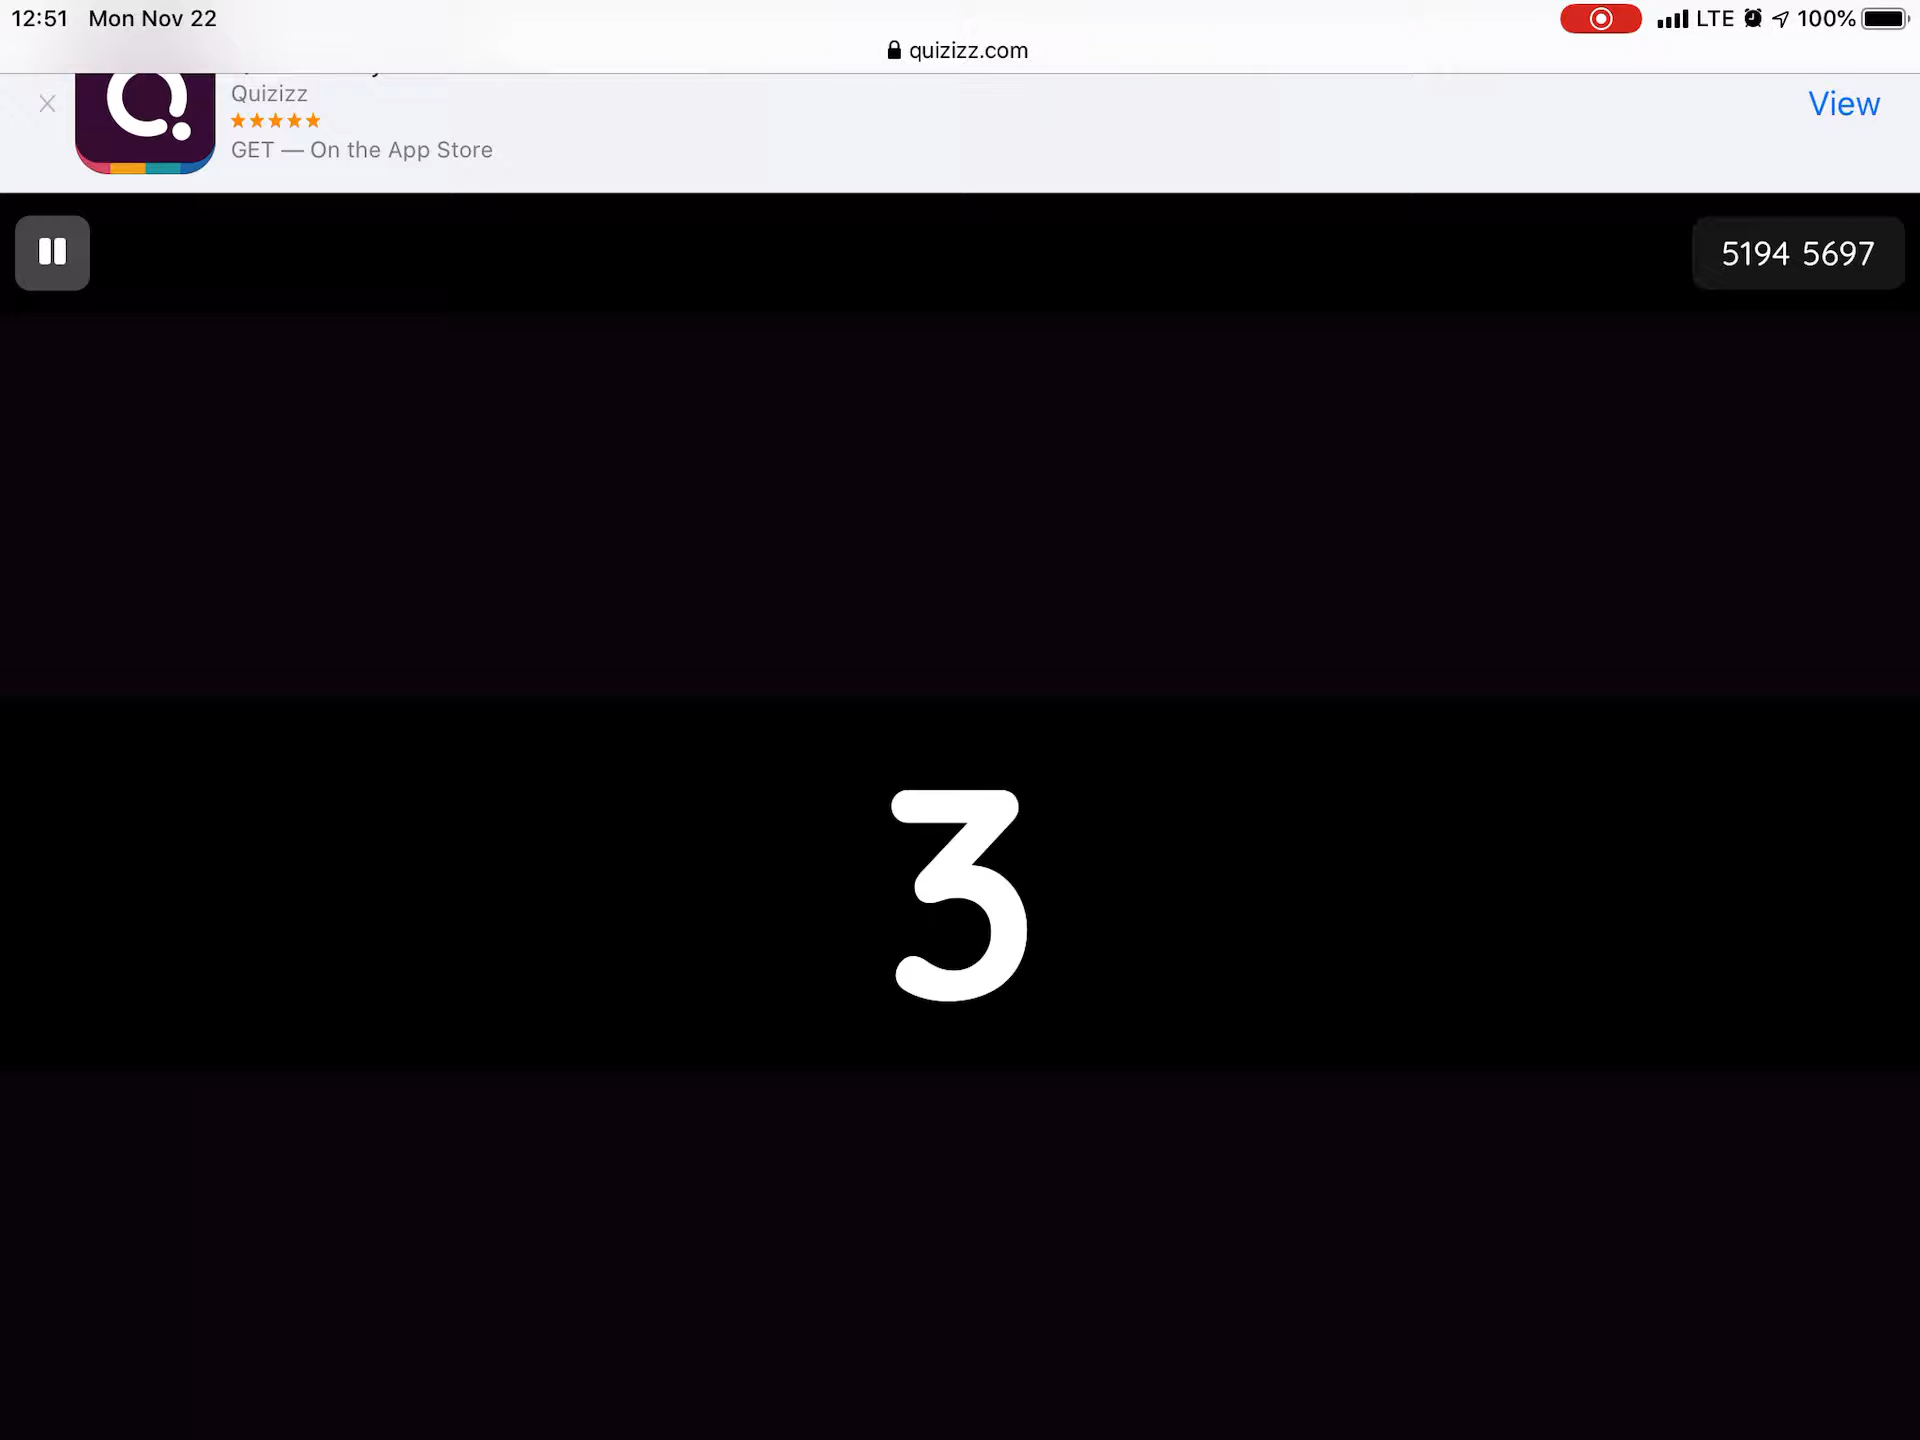 12:51 Mon Nov 22
LTE 100%
quizizz.com
Quizizz
GET — On the App Store
View
5194 5697
3